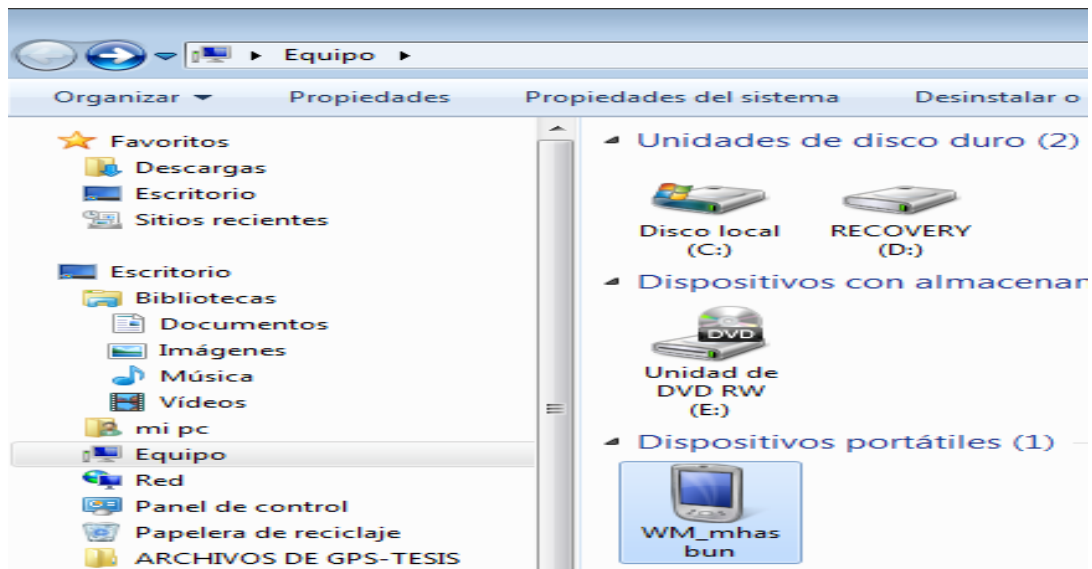 Equipo
Organizar Propiedades Propiedades del sistema Desinstalar o
Favoritos
Descargas
Escritorio
Sitios recientes
Escritorio
Bibliotecas
Documentos
Imágenes
Música
Vídeos
mi pc
Equipo
Red
Panel de control
Papelera de reciclaje
ARCHIVOS DE GPS-TESIS
Unidades de disco duro (2)
Disco local
(C:)
RECOVERY
(D:)
Dispositivos con almacenar
DVD
Unidad de
DVD RW
(E:)
Dispositivos portátiles (1)
WM_mhas
bun